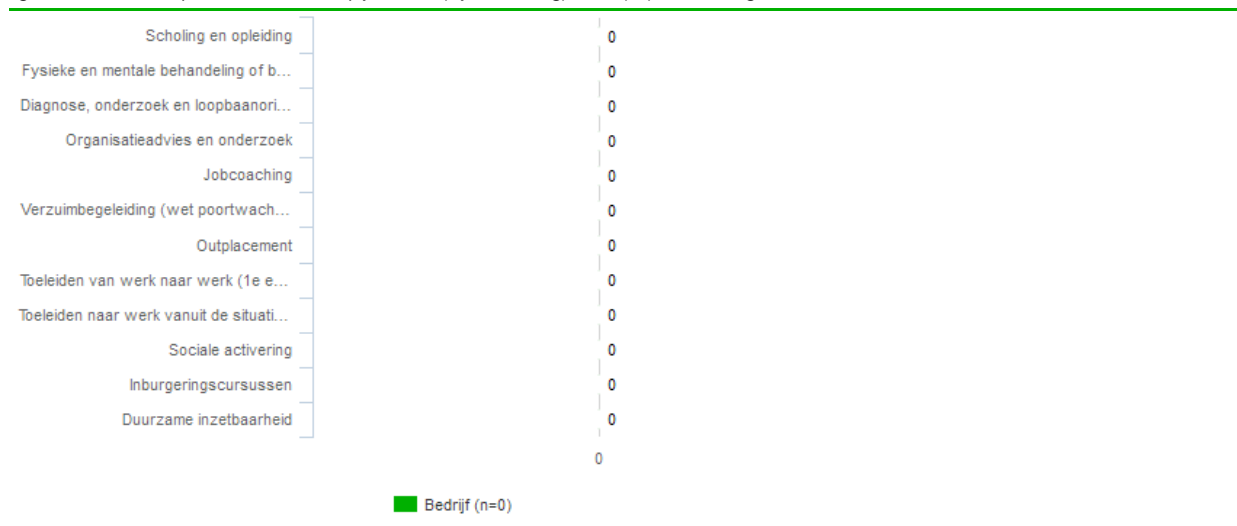 Scholing en opleiding 0
Fysieke en mentale behandeling of b... 0
Diagnose, onderzoek en loopbaanori... 0
Organisatieadvies en onderzoek 0
Jobcoaching 0
Verzuimbegeleiding (wet poortwach... 0
Outplacement 0
Toeleiden van werk naar werk (1e e... 0
Toeleiden naar werk vanuit de situati... 0
Sociale activering 0
Inburgeringscursussen 0
Duurzame inzetbaarheid 0
0
Bedrijf (n=0)